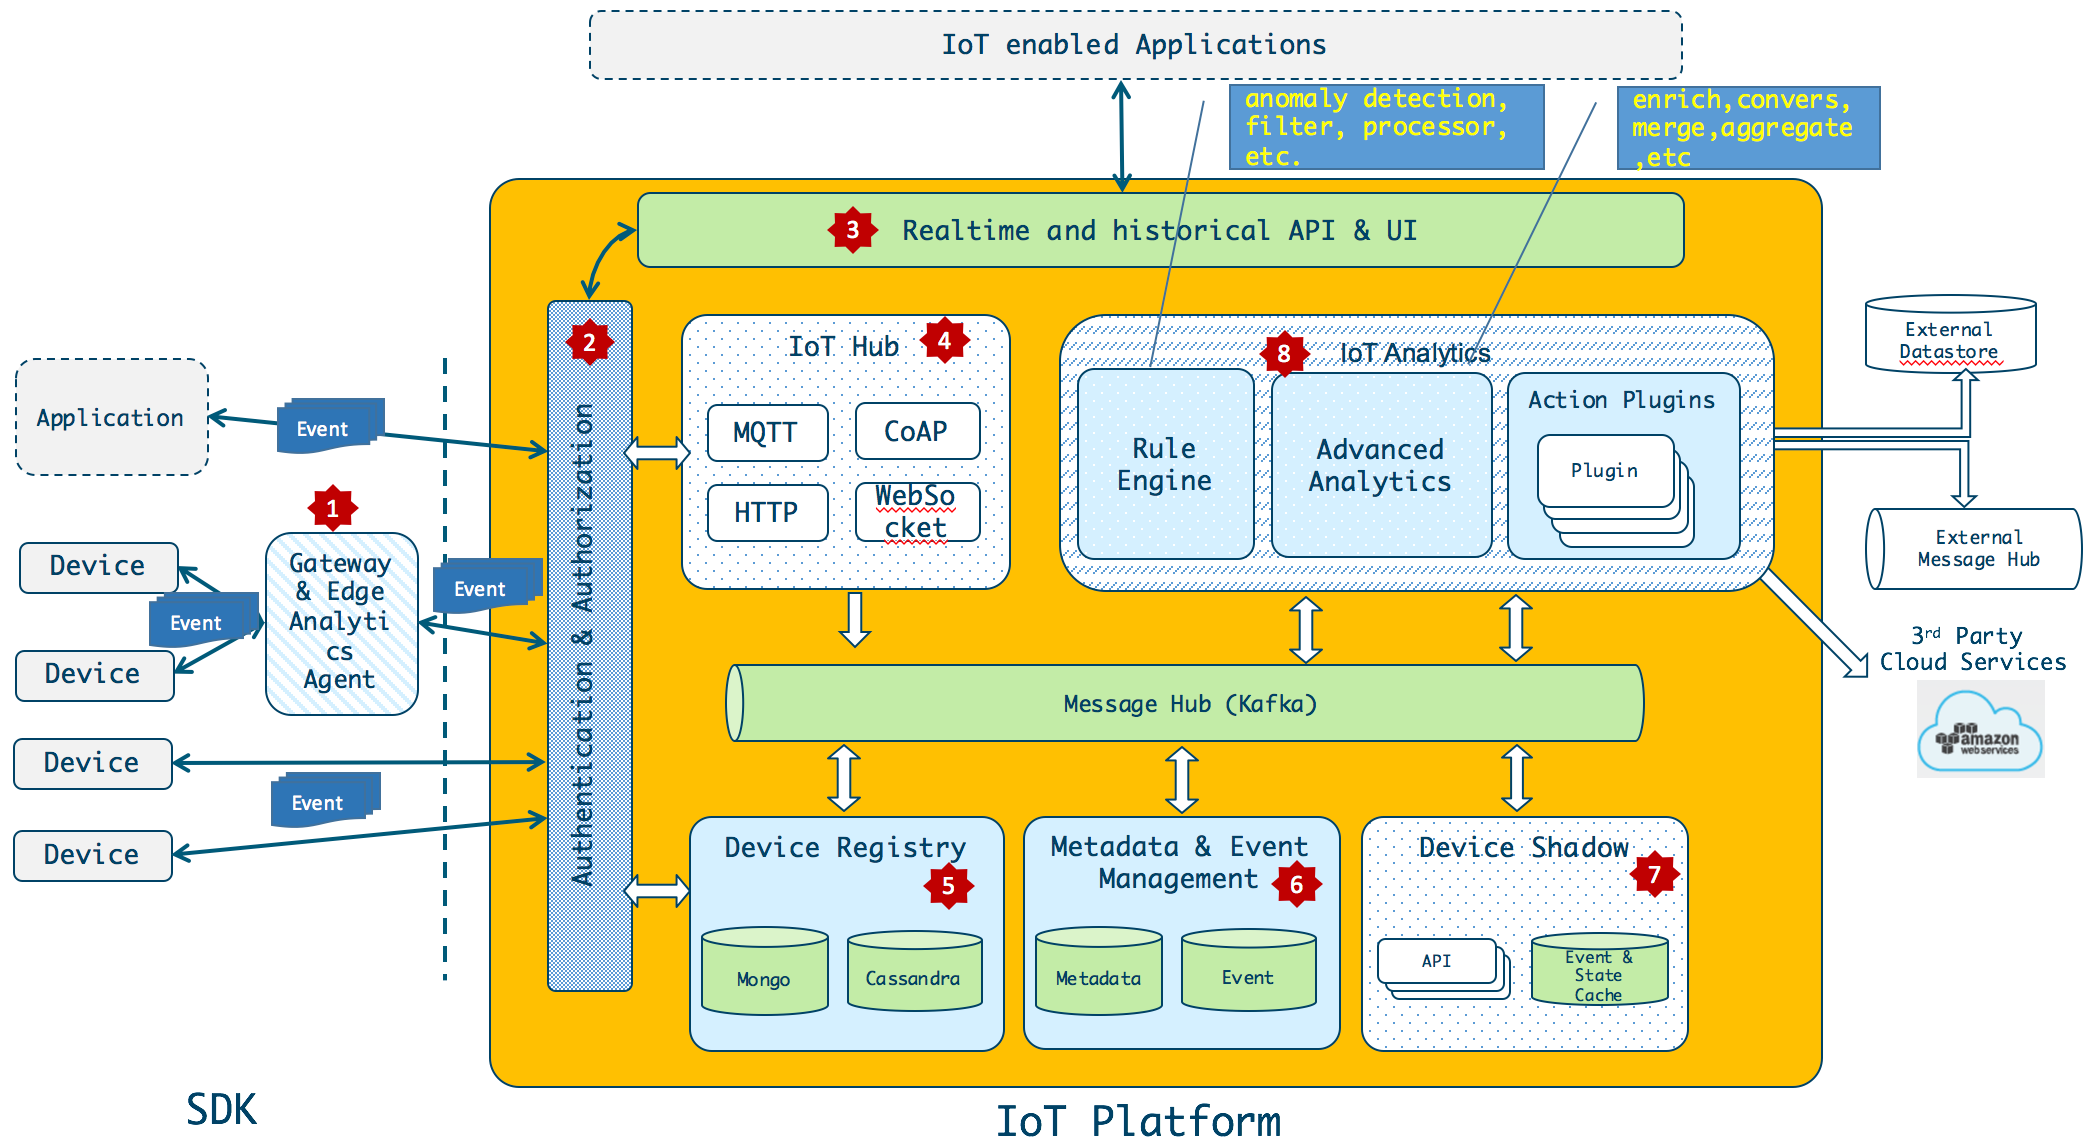 IoT enabled Applications
anomaly detection,
filter, processor,
etc.
enrich,convers,
merge,aggregate
,etc
3
Realtime and historical API & UI
2
Authentication & Authorization
IoT Hub
4
MQTT
CoAP
HTTP
WebSo
cket
8
IoT Analytics
Rule
Engine
Advanced
Analytics
Action Plugins
Plugin
External
Datastore
External
Message Hub
3rd Party
Cloud Services
amazon
webservices
Application
Event
1
Gateway
& Edge
Analyti
cs
Agent
Device
Event
Event
Device
Device
Event
Device
Message Hub (Kafka)
Device Registry
5
Mongo
Cassandra
Metadata & Event
Management
6
Metadata
Event
Device Shadow
7
API
Event &
State
Cache
SDK
IoT Platform